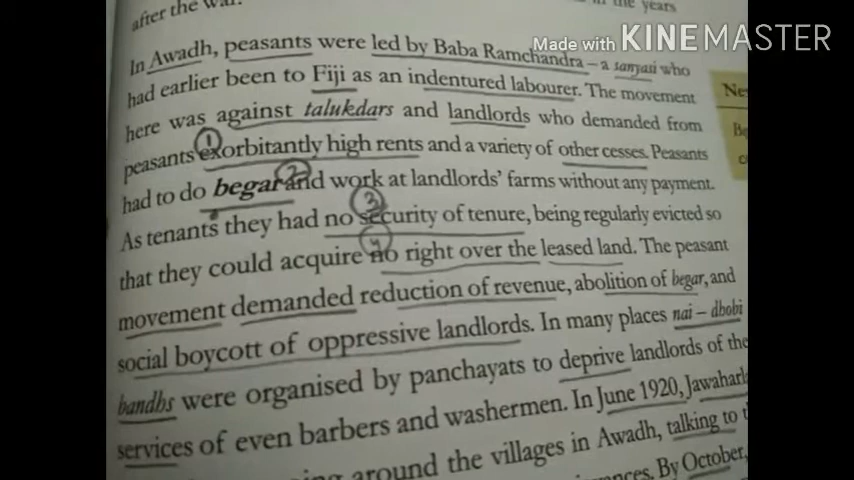 after the war.
the years
Made with KINEMASTER
In Awadh, peasants were led by Baba Ramchandra – a sanyasi who
had earlier been to Fiji as an indentured labourer. The movement
here was against talukdars and landlords who demanded from
peasants exorbitantly high rents and a variety of other cesses. Peasants
had to do begar and work at landlords' farms without any payment.
As tenants they had no security of tenure, being regularly evicted so
that they could acquire no right over the leased land. The peasant
movement demanded reduction of revenue, abolition of begar, and
social boycott of oppressive landlords. In many places nai – dhobi
bandhs were organised by panchayats to deprive landlords of the
services of even barbers and washermen. In June 1920,
around the villages in Awadh, talking to
By October,
1
2
3
4